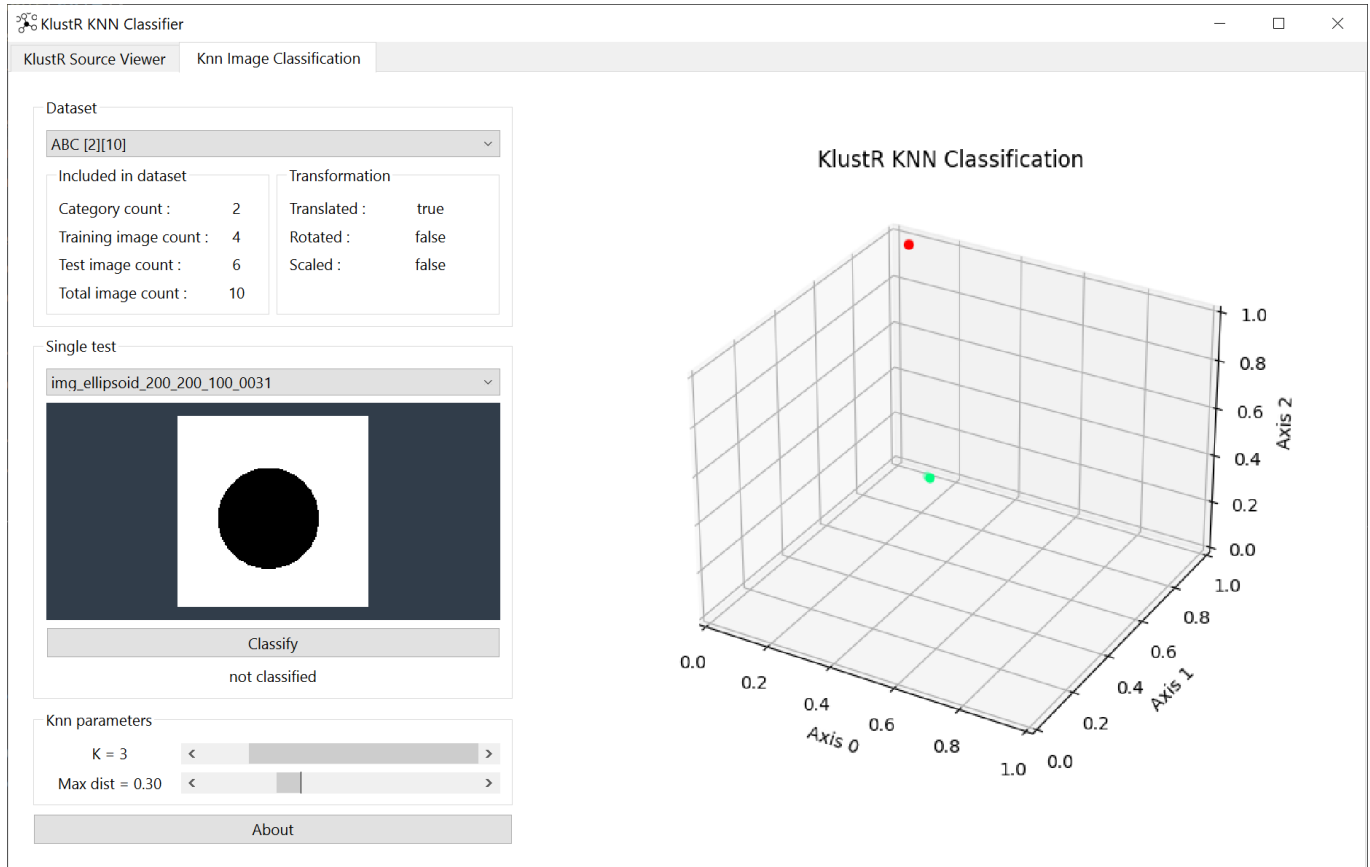 KlustR KNN Classifier
KlustR Source Viewer
Knn Image Classification
Dataset
ABC [2][10]
Included in dataset
Category count : 2
Training image count : 4
Test image count : 6
Total image count : 10
Transformation
Translated : true
Rotated : false
Scaled : false
Single test
img_ellipsoid_200_200_100_0031
Classify
not classified
Knn parameters
K = 3
Max dist = 0.30
About
KlustR KNN Classification
1.0
0.8
0.6
0.4
0.2
0.0
Axis 2
1.0
0.8
0.6
0.4
0.2
0.0
Axis 1
0.0
0.2
0.4
0.6
0.8
1.0
Axis 0